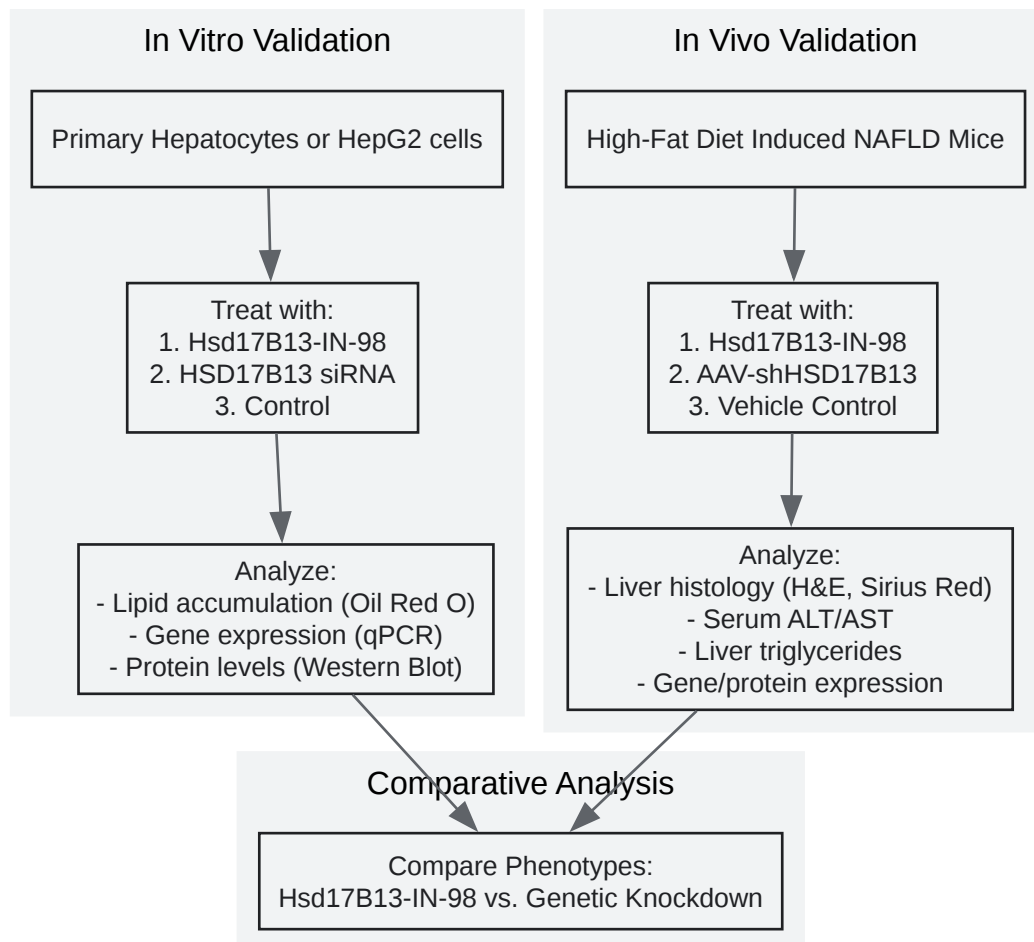 In Vitro Validation
Primary Hepatocytes or HepG2 cells
Treat with:
1. Hsd17B13-IN-98
2. HSD17B13 siRNA
3. Control
Analyze:
- Lipid accumulation (Oil Red O)
- Gene expression (qPCR)
- Protein levels (Western Blot)
In Vivo Validation
High-Fat Diet Induced NAFLD Mice
Treat with:
1. Hsd17B13-IN-98
2. AAV-shHSD17B13
3. Vehicle Control
Analyze:
- Liver histology (H&E, Sirius Red)
- Serum ALT/AST
- Liver triglycerides
- Gene/protein expression
Comparative Analysis
Compare Phenotypes:
Hsd17B13-IN-98 vs. Genetic Knockdown